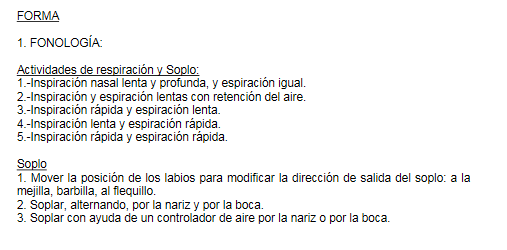 FORMA
1. FONOLOGÍA:
Actividades de respiración y Soplo:
1.-Inspiración nasal lenta y profunda, y espiración igual.
2.-Inspiración y espiración lentas con retención del aire.
3.-Inspiración rápida y espiración lenta.
4.-Inspiración lenta y espiración rápida.
5.-Inspiración rápida y espiración rápida.
Soplo
1. Mover la posición de los labios para modificar la dirección de salida del soplo: a la
mejilla, barbilla, al flequillo.
2. Soplar, alternando, por la nariz y por la boca.
3. Soplar con ayuda de un controlador de aire por la nariz o por la boca.